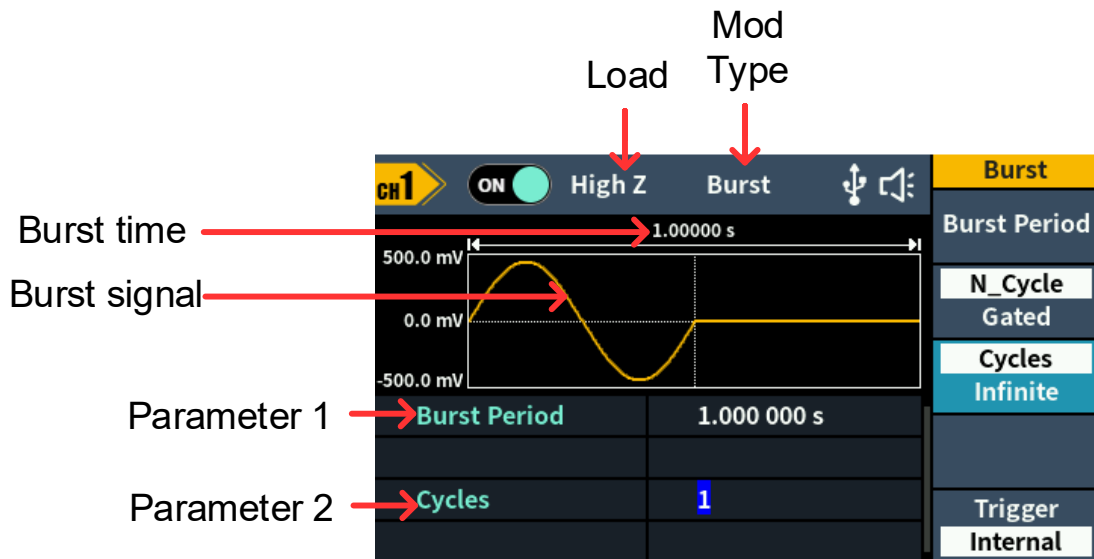 Mod
Type
Load
CH1
ON
High Z
Burst
Burst
Burst time
1.00000 s
Burst Period
500.0 mV
Burst signal
N_Cycle
Gated
0.0 mV
Cycles
Infinite
-500.0 mV
Parameter 1
Burst Period
1.000 000 s
Parameter 2
Cycles
1
Trigger
Internal